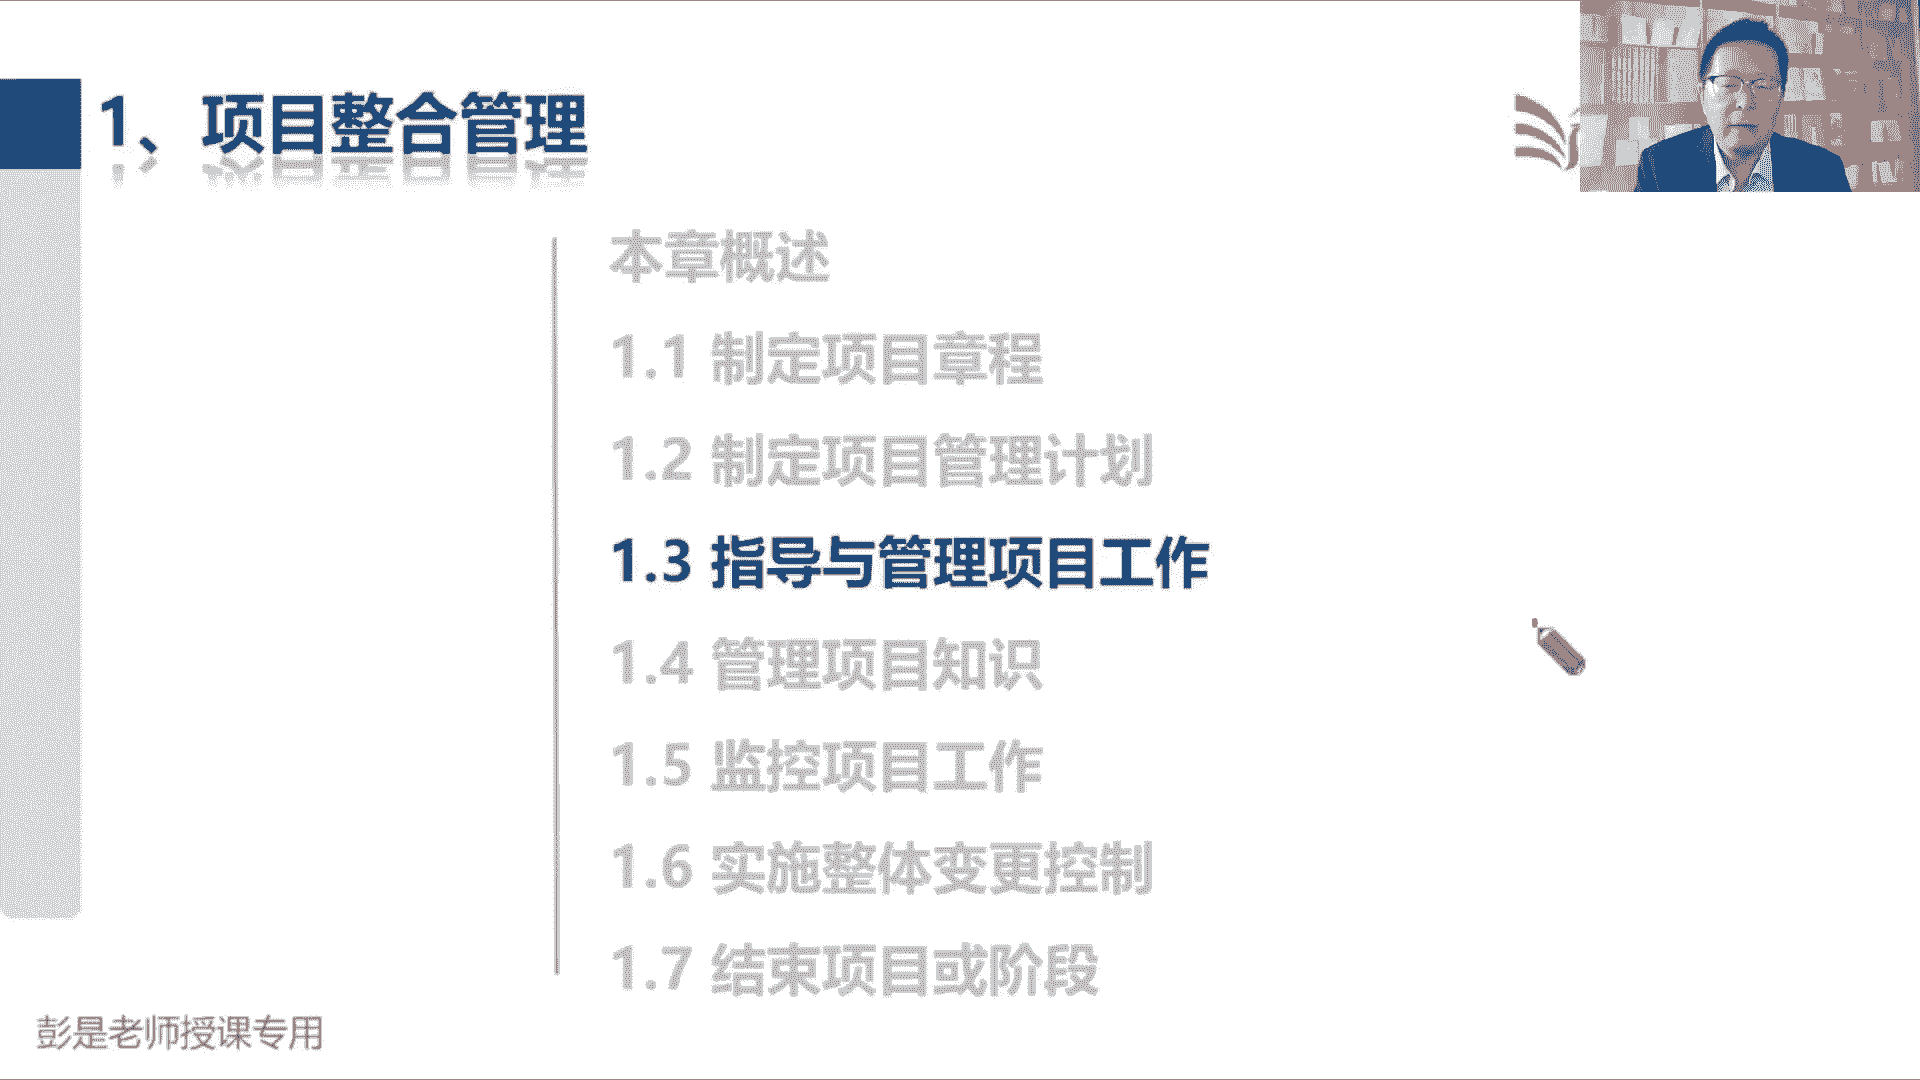 1、项目整合管理
本章概述
1.1 制定项目章程
1.2 制定项目管理计划
1.3 指导与管理项目工作
1.4 管理项目知识
1.5 监控项目工作
1.6 实施整体变更控制
1.7 结束项目或阶段
彭是老师授课专用